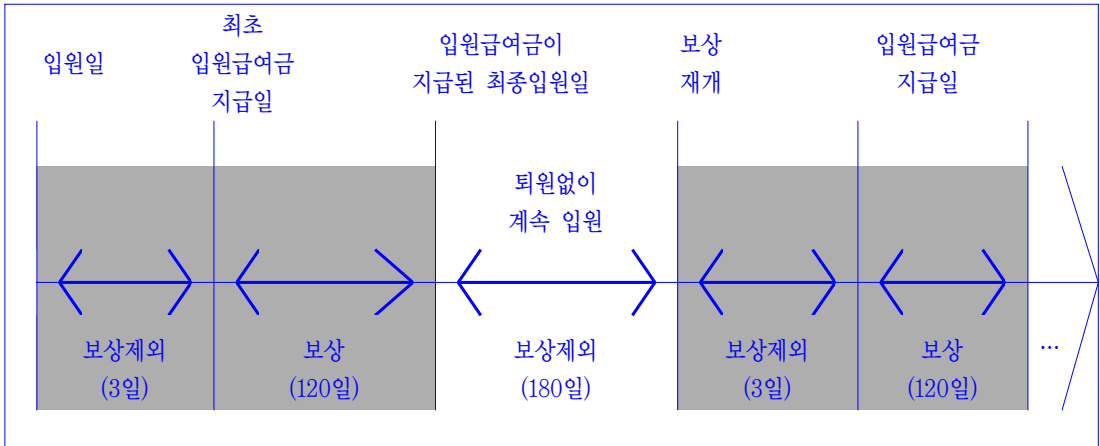 입원일
최초
입원급여금
지급일
입원급여금이
지급된 최종입원일
보상
재개
입원급여금
지급일
퇴원없이
계속 입원
보상제외
(3일)
보상
(120일)
보상제외
(180일)
보상제외
(3일)
보상
(120일)
…